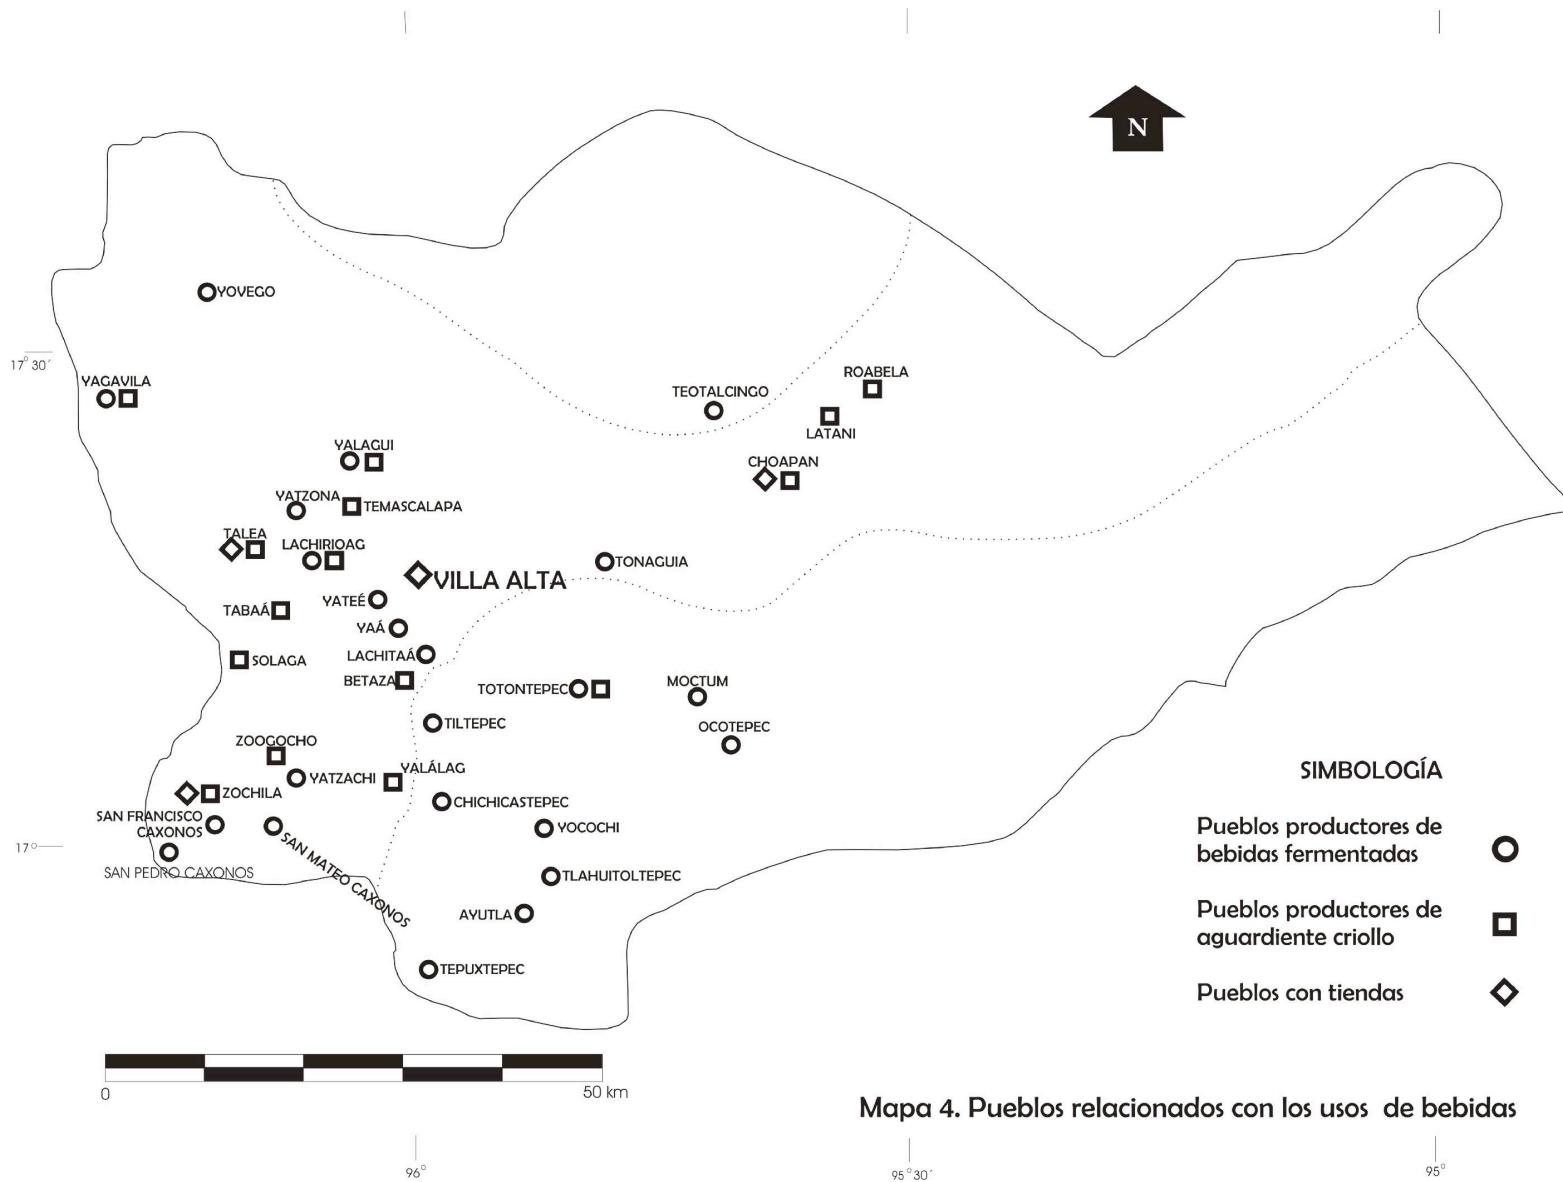 N
YOVEGO
17° 30´
YAGAVILA
ROABELA
TEOTALCINGO
LATANI
YALAGUI
CHOAPAN
YATZONA
TEMASCALAPA
TALEA
LACHIRIOAG
TONAGUIA
VILLA ALTA
YATEÉ
TABAÁ
YAÁ
LACHITAÁ
SOLAGA
BETAZA
TOTONTEPEC
MOCTUM
TILTEPEC
OCOTEPEC
ZOOGOCHO
YALÁLAG
YATZACHI
ZOCHILA
CHICHICASTEPEC
SAN FRANCISCO
CAXONOS
YOCOCHI
17°
SAN PEDRO CAXONOS
SAN MATEO CAXONOS
TLAHUITOLTEPEC
AYUTLA
TEPUXTEPEC
SIMBOLOGÍA
Pueblos productores de
bebidas fermentadas
Pueblos productores de
aguardiente criollo
Pueblos con tiendas
0
50 km
Mapa 4. Pueblos relacionados con los usos de bebidas
96°
95°30´
95°